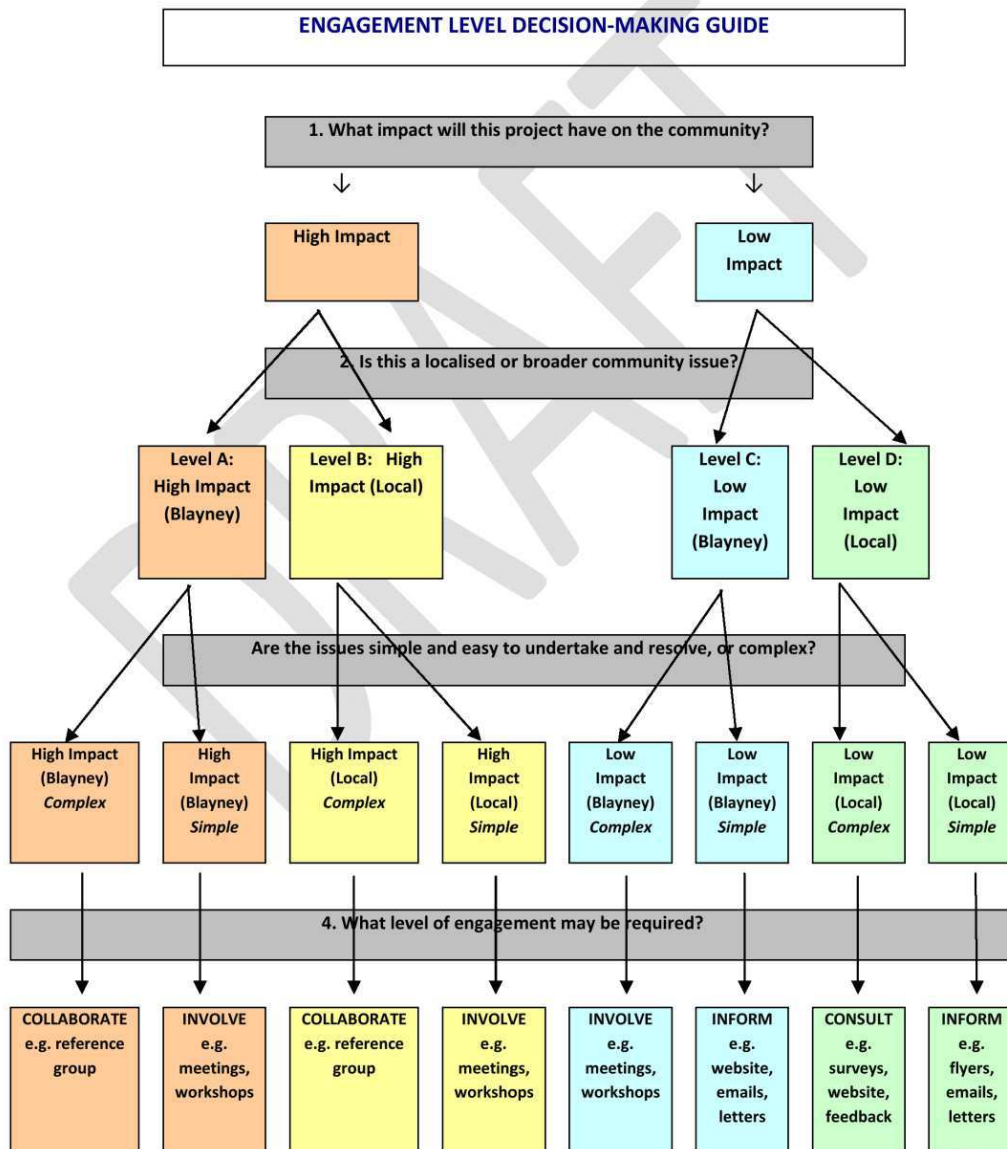 ENGAGEMENT LEVEL DECISION-MAKING GUIDE
1. What impact will this project have on the community?
High Impact
Low
Impact
2. Is this a localised or broader community issue?
Level A:
High Impact
(Blayney)
Level B: High
Impact (Local)
Level C:
Low
Impact
(Blayney)
Level D:
Low
Impact
(Local)
Are the issues simple and easy to undertake and resolve, or complex?
High Impact
(Blayney)
Complex
High
Impact
(Blayney)
Simple
High Impact
(Local)
Complex
High
Impact
(Local)
Simple
Low
Impact
(Blayney)
Complex
Low
Impact
(Blayney)
Simple
Low
Impact
(Local)
Complex
Low
Impact
(Local)
Simple
4. What level of engagement may be required?
COLLABORATE
e.g. reference
group
INVOLVE
e.g.
meetings,
workshops
COLLABORATE
e.g. reference
group
INVOLVE
e.g.
meetings,
workshops
INVOLVE
e.g.
meetings,
workshops
INFORM
e.g.
website,
emails,
letters
CONSULT
e.g.
surveys,
website,
feedback
INFORM
e.g.
flyers,
emails,
letters
DRAFT